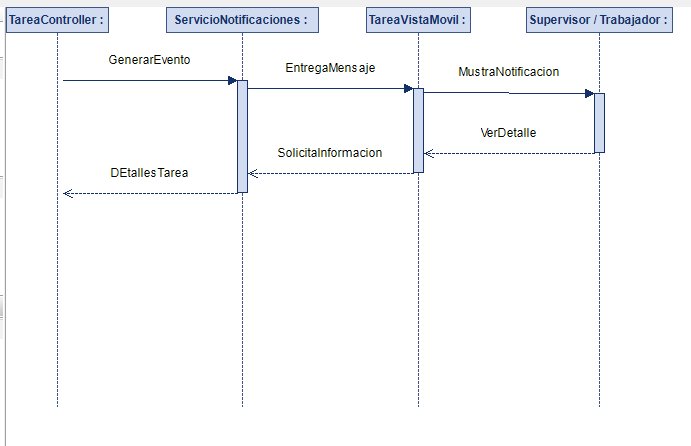 TareaController :
ServicioNotificaciones :
TareaVistaMovil :
Supervisor / Trabajador :
GenerarEvento
EntregaMensaje
MustraNotificacion
VerDetalle
SolicitaInformacion
DEtallesTarea